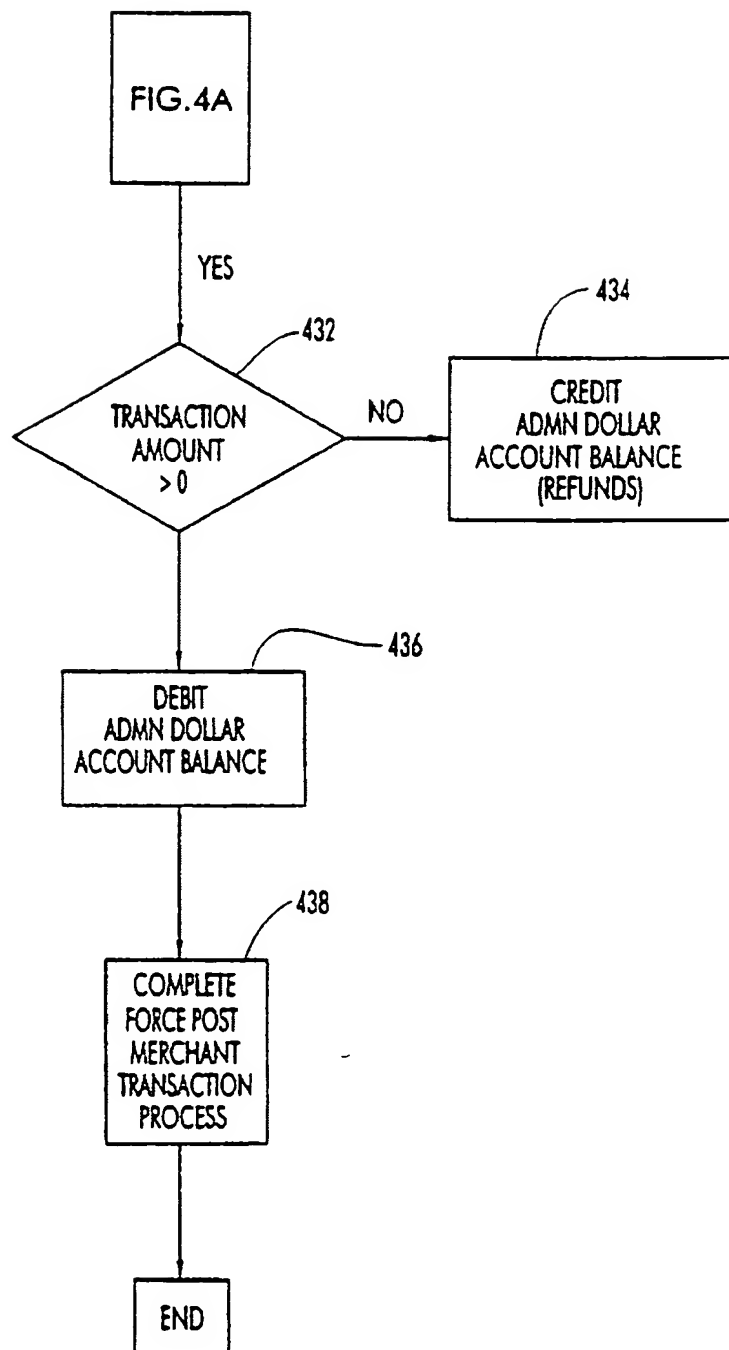 FIG.4A
YES
432
434
TRANSACTION
AMOUNT
> 0
NO
CREDIT
ADMN DOLLAR
ACCOUNT BALANCE
(REFUNDS)
436
DEBIT
ADMN DOLLAR
ACCOUNT BALANCE
438
COMPLETE
FORCE POST
MERCHANT
TRANSACTION
PROCESS
END